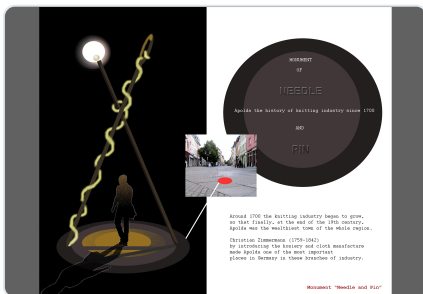 MONUMENT
OF
NEEDLE
Apolda the history of knitting industry since 1700
AND
PIN
Around 1700 the knitting industry began to grow,
so that finally, at the end of the 19th century,
Apolda was the wealthiest town of the whole region.
Christian Zimmermann (1759-1842)
by introducing the hosiery and cloth manufacture
made Apolda one of the most important
places in Germany in these branches of industry.
Monument "Needle and Pin"